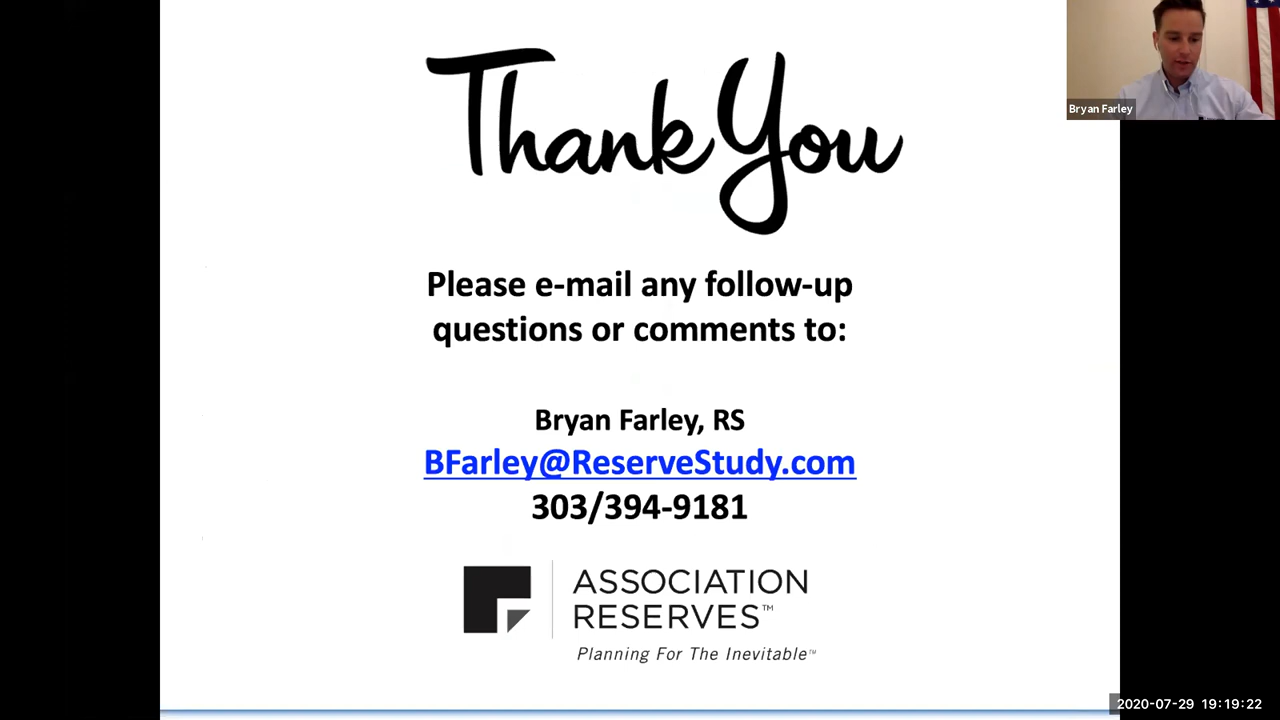 Thank You
Bryan Farley
Please e-mail any follow-up
questions or comments to:
Bryan Farley, RS
BFarley@ReserveStudy.com
303/394-9181
ASSOCIATION
RESERVES™
Planning For The Inevitable™
2020-07-29 19:19:22